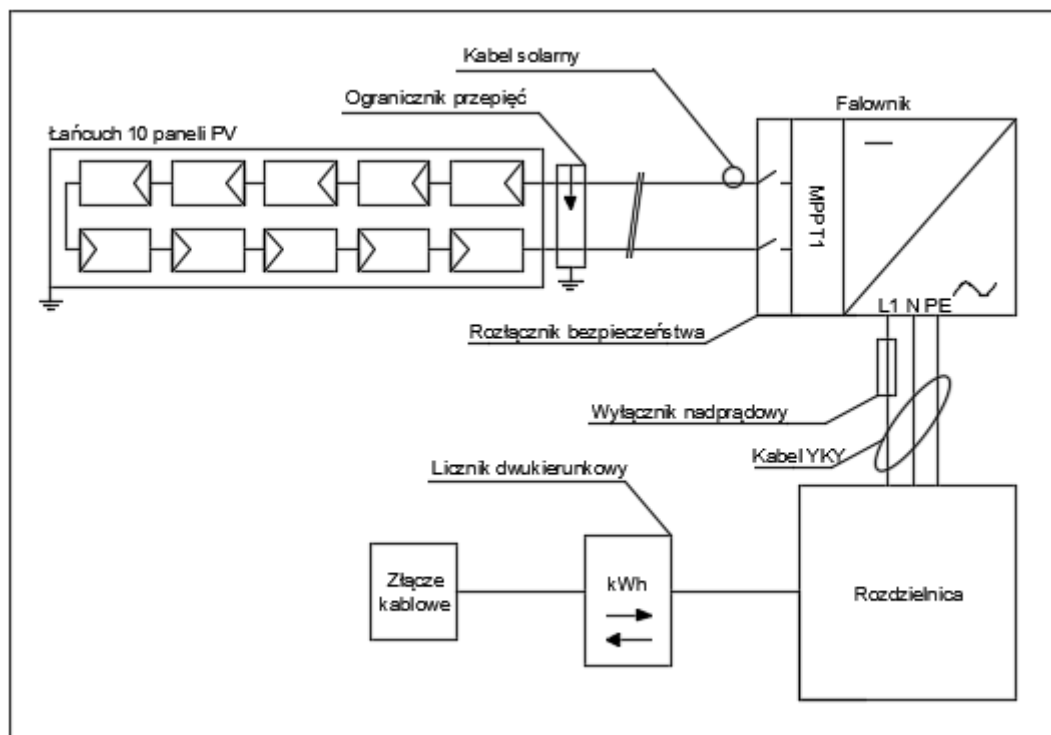 Kabel solarny
Ogranicznik przepięć
Falownik
Łańcuch 10 paneli PV
MPPT1
L1 N PE
Rozłącznik bezpieczeństwa
Wyłącznik nadprądowy
Kabel YKY
Licznik dwukierunkowy
Złącze
kablowe
kWh
Rozdzielnica